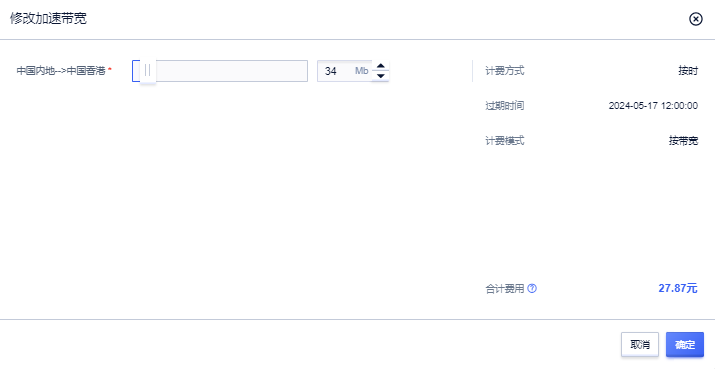 修改加速带宽
中国内地-->中国香港 *
34 Mb
计费方式 按时
过期时间 2024-05-17 12:00:00
计费模式 按带宽
合计费用 27.87元
取消 确定